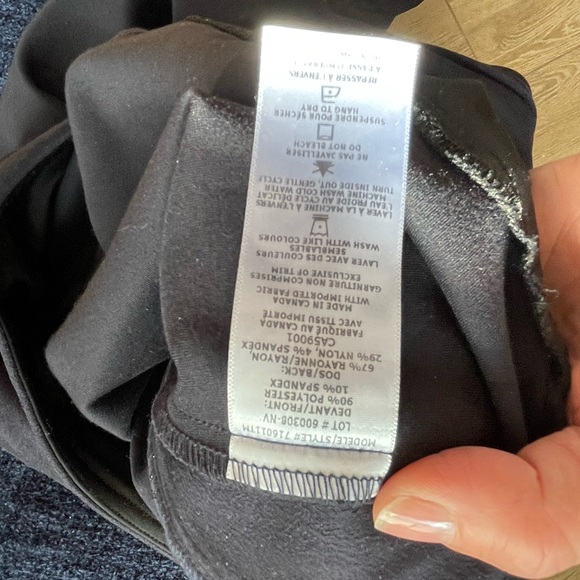 MODELE/STYLE# 716011TM
LOT # 600308-NV
DEVANT/FRONT:
90% POLYESTER
10% SPANDEX
DOS/BACK:
67% RAYONNE/RAYON,
29% NYLON, 4% SPANDEX
CA59001
FABRIQUÉ AU CANADA
AVEC TISSU IMPORTÉ
MADE IN CANADA
WITH IMPORTED FABRIC
GARNITURE NON COMPRISES
EXCLUSIVE OF TRIM
LAVER AVEC DES COULEURS
SEMBLABLES
WASH WITH LIKE COLOURS
LAVER À LA MACHINE À L'ENVERS
L'EAU FROIDE AU CYCLE DÉLICAT
MACHINE WASH COLD WATER
TURN INSIDE OUT, GENTLE CYCLE
NE PAS JAVELLISER
DO NOT BLEACH
SUSPENDRE POUR SÉCHER
HANG TO DRY
REPASSER À L'ENVERS